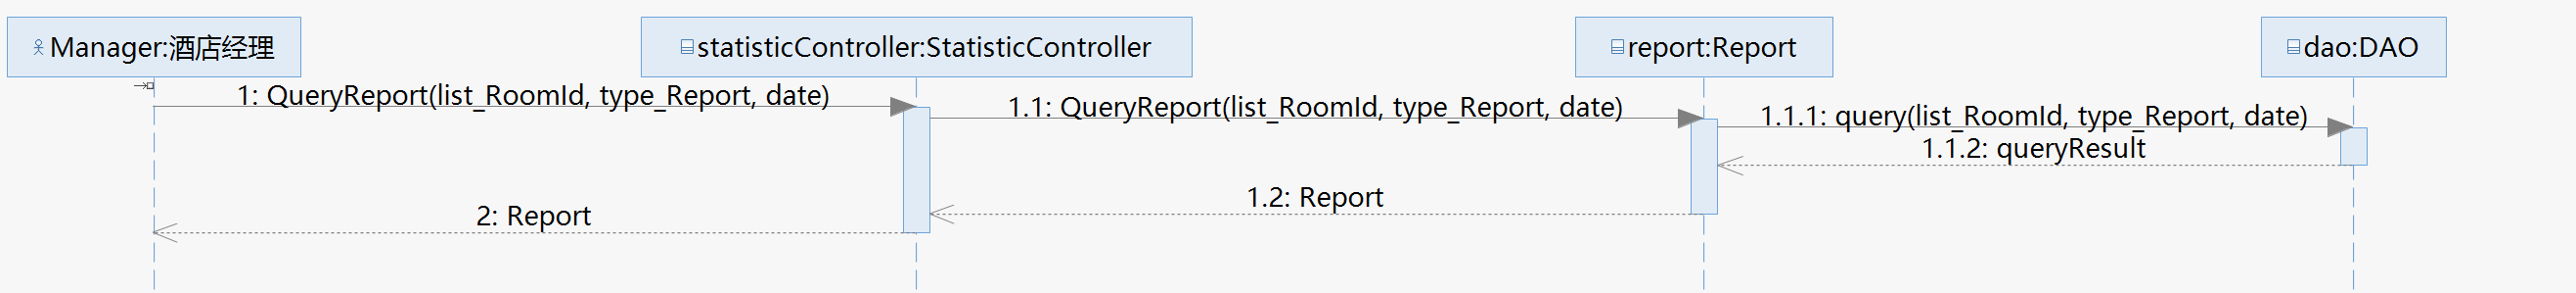 Manager:酒店经理
statisticController:StatisticController
report:Report
dao:DAO
1: QueryReport(list_RoomId, type_Report, date)
1.1: QueryReport(list_RoomId, type_Report, date)
1.1.1: query(list_RoomId, type_Report, date)
1.1.2: queryResult
1.2: Report
2: Report